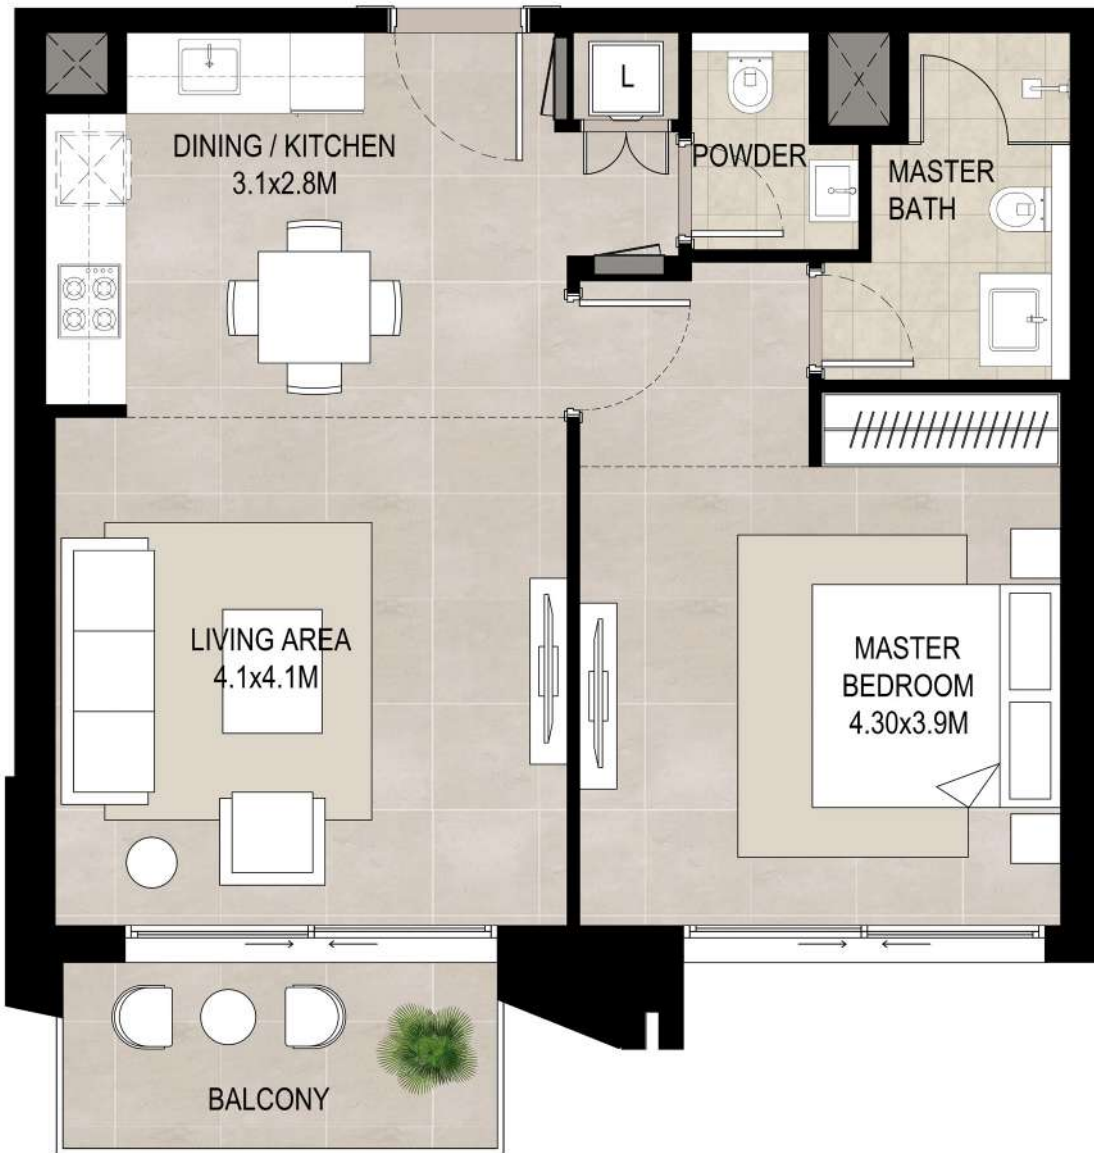 L
DINING / KITCHEN
3.1x2.8M
POWDER
MASTER
BATH
LIVING AREA
4.1x4.1M
MASTER
BEDROOM
4.30x3.9M
BALCONY